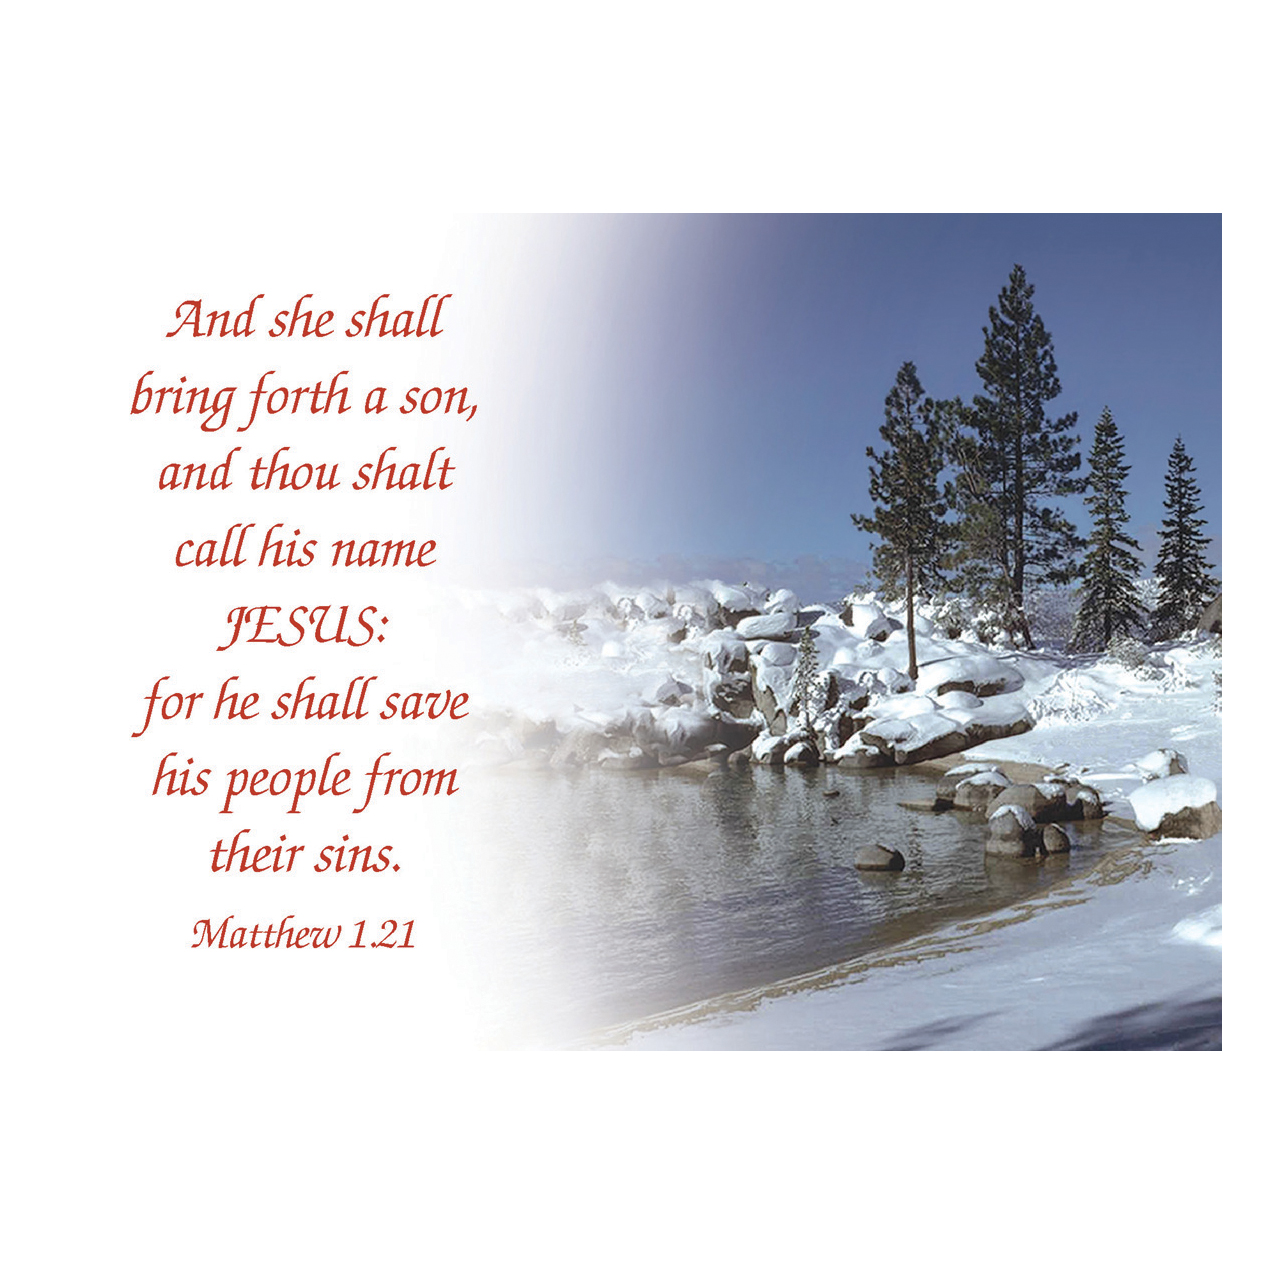 And she shall
bring forth a son,
and thou shalt
call his name
JESUS:
for he shall save
his people from
their sins.
Matthew 1.21